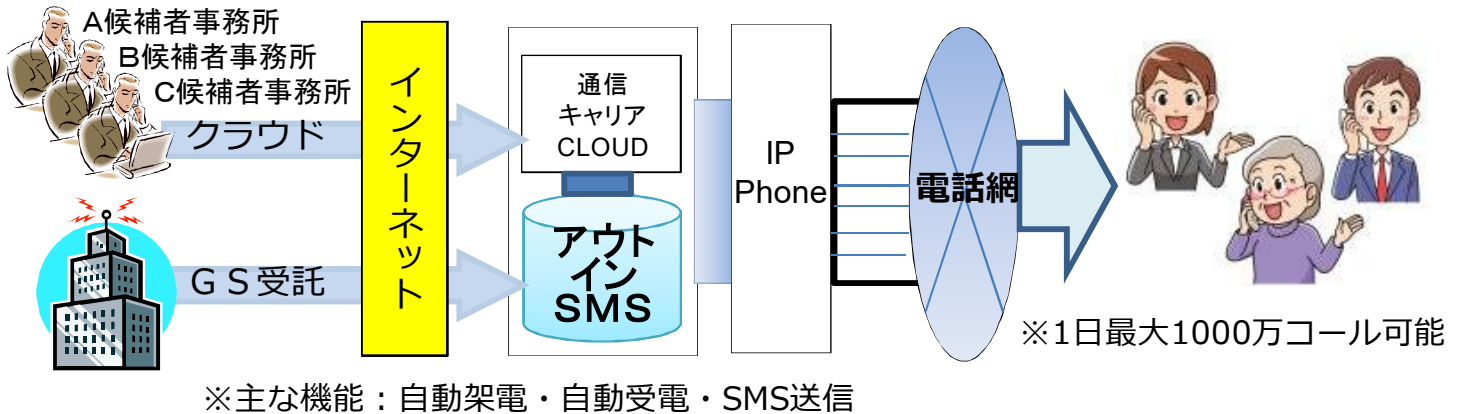 A候補者事務所
B候補者事務所
C候補者事務所
クラウド
GS受託
インターネット
通信
キャリア
CLOUD
アウト
イン
SMS
IP
Phone
電話網
※1日最大1000万コール可能
※主な機能：自動架電・自動受電・SMS送信